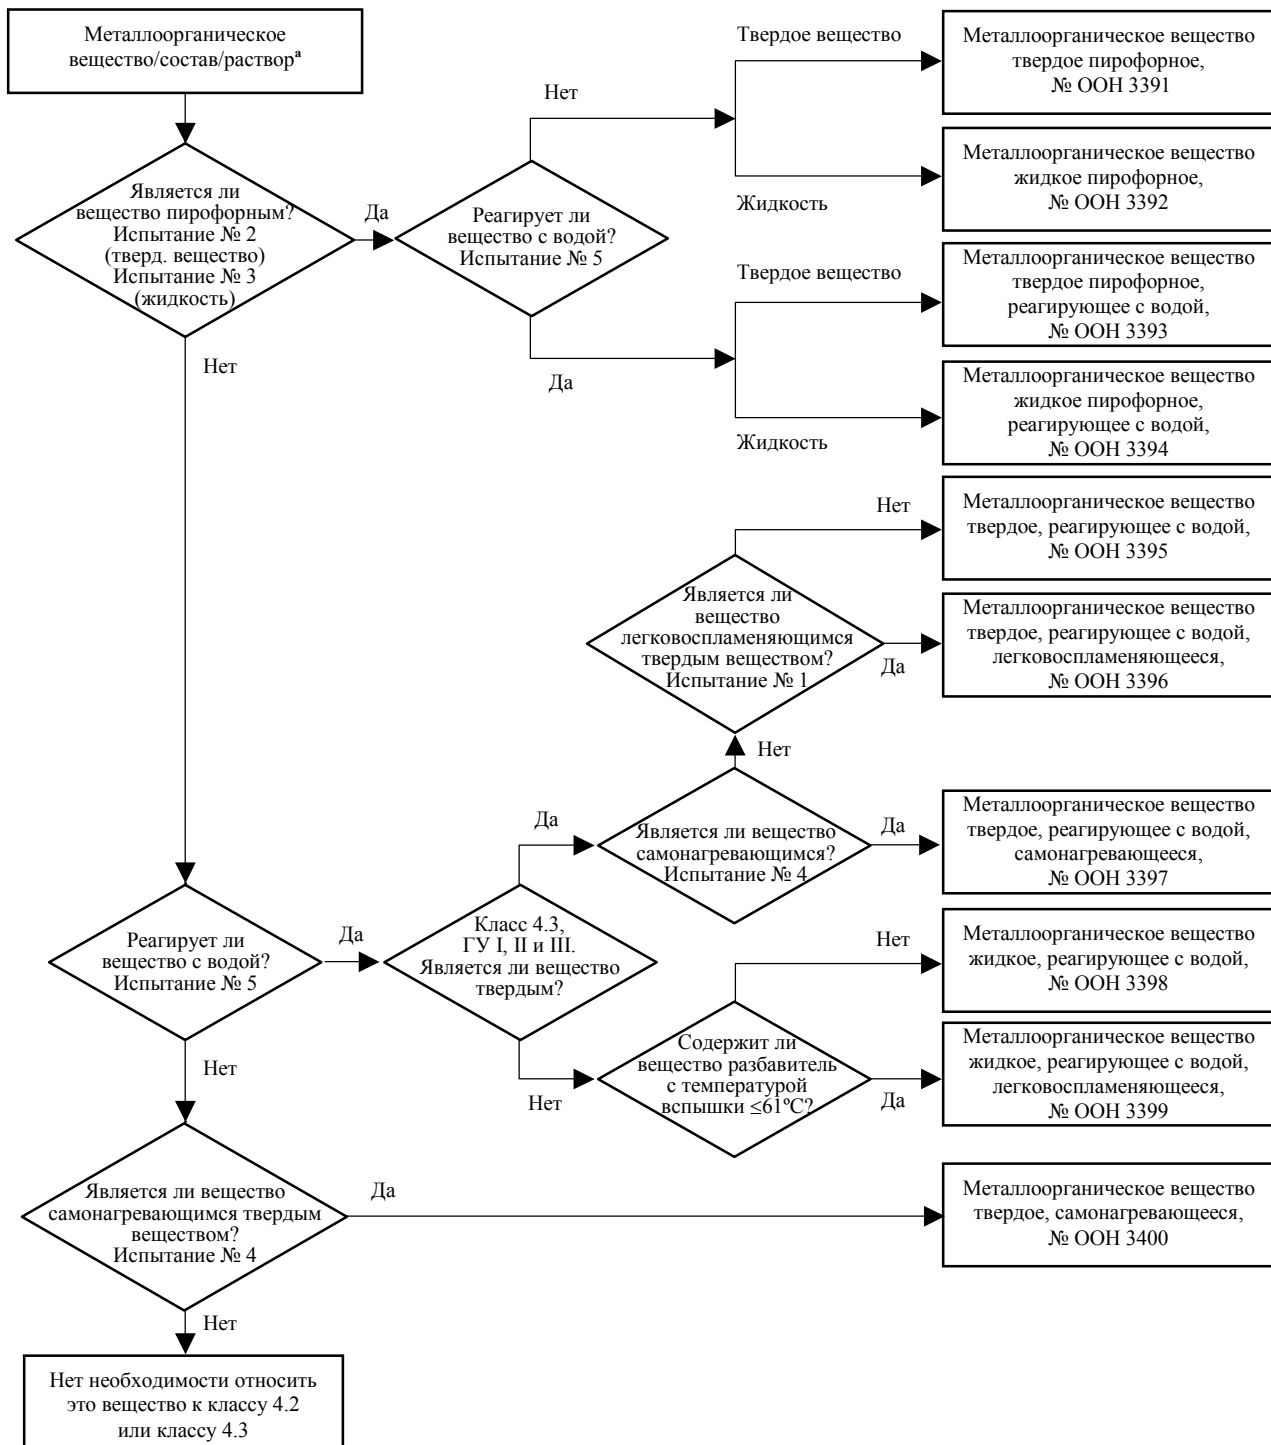 Металлоорганическое
вещество/состав/растворª
Твердое вещество
Металлоорганическое вещество
твердое пирофорное,
№ ООН 3391
Нет
Металлоорганическое вещество
жидкое пирофорное,
№ ООН 3392
Жидкость
Является ли
вещество пирофорным?
Испытание № 2
(тверд. вещество)
Испытание № 3
(жидкость)
Да
Реагирует ли
вещество с водой?
Испытание № 5
Твердое вещество
Металлоорганическое вещество
твердое пирофорное,
реагирующее с водой,
№ ООН 3393
Нет
Да
Металлоорганическое вещество
жидкое пирофорное,
реагирующее с водой,
№ ООН 3394
Жидкость
Нет
Металлоорганическое вещество
твердое, реагирующее с водой,
№ ООН 3395
Является ли
вещество
легковоспламеняющимся
твердым веществом?
Испытание № 1
Да
Металлоорганическое вещество
твердое, реагирующее с водой,
легковоспламеняющееся,
№ ООН 3396
Нет
Да
Является ли вещество
самонагревающимся?
Испытание № 4
Да
Металлоорганическое вещество
твердое, реагирующее с водой,
самонагревающееся,
№ ООН 3397
Реагирует ли
вещество с водой?
Испытание № 5
Да
Класс 4.3,
ГУ I, II и III.
Является ли вещество
твердым?
Нет
Металлоорганическое вещество
жидкое, реагирующее с водой,
№ ООН 3398
Нет
Нет
Содержит ли
вещество разбавитель
с температурой
вспышки ≤61ºC?
Да
Металлоорганическое вещество
жидкое, реагирующее с водой,
легковоспламеняющееся,
№ ООН 3399
Является ли вещество
самонагревающимся твердым
веществом?
Испытание № 4
Да
Металлоорганическое вещество
твердое, самонагревающееся,
№ ООН 3400
Нет
Нет необходимости относить
это вещество к классу 4.2
или классу 4.3